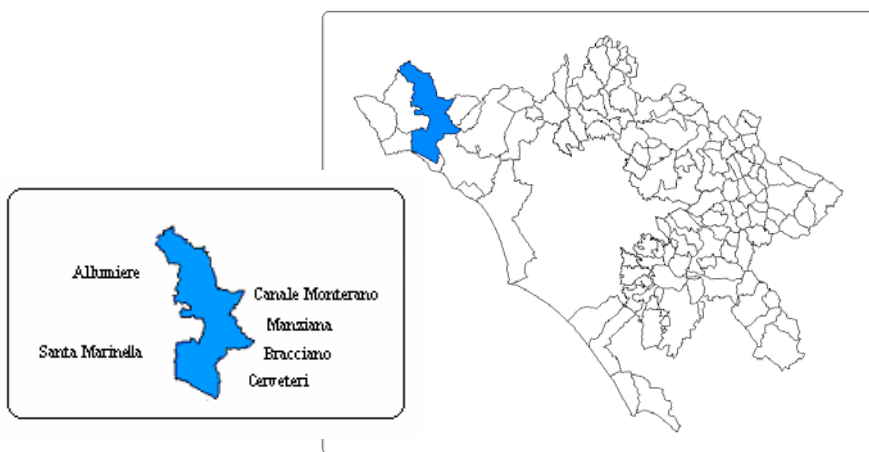 Allumiere
Canale Monterano
Manziana
Santa Marinella
Bracciano
Cerveteri